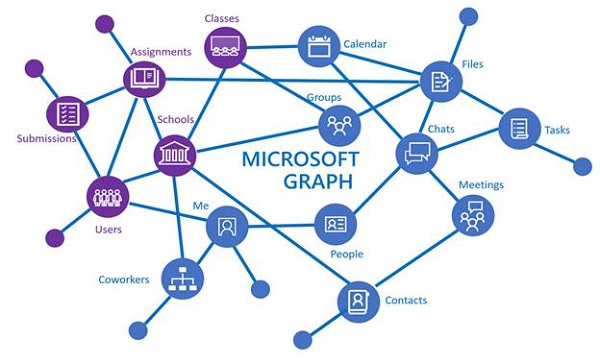 Classes
Assignments
Calendar
Files
Groups
Submissions
Schools
Chats
Tasks
MICROSOFT
GRAPH
Meetings
Me
Users
People
Coworkers
Contacts